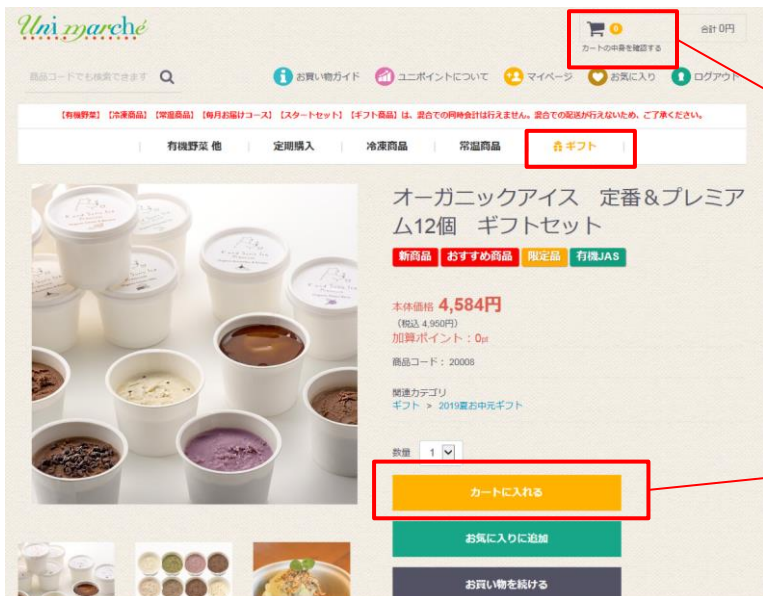 Uni marché
0
合計 0円
カートの中身を確認する
商品コードでも検索できます
お買い物ガイド
ユニポイントについて
マイページ
お気に入り
ログアウト
【有機野菜】【冷凍商品】【常温商品】【毎月お届けコース】【スタートセット】【ギフト商品】は、混合での同時会計は行えません。混合での配送が行えないため、ご了承ください。
有機野菜 他
定期購入
冷凍商品
常温商品
ギフト
オーガニックアイス 定番＆プレミア
ム12個 ギフトセット
新商品 おすすめ商品 限定品 有機JAS
本体価格 4,584円
（税込 4,950円）
加算ポイント：0pt
商品コード： 20008
関連カテゴリ
ギフト ＞ 2019夏お中元ギフト
数量 1
カートに入れる
お気に入りに追加
お買い物を続ける